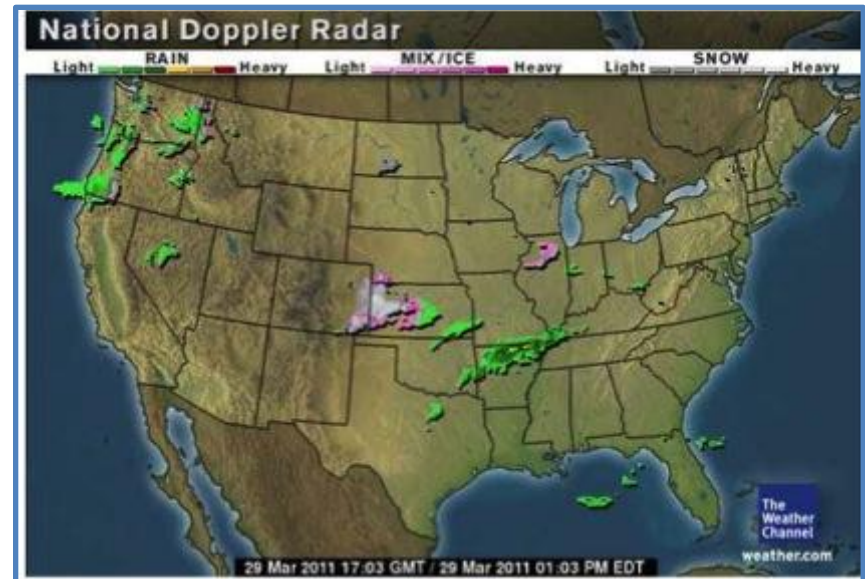 National Doppler Radar
RAIN MIX/ICE SNOW
Light Heavy Light Heavy Light Heavy
The
Weather
Channel
weather.com
29 Mar 2011 17:03 GMT / 29 Mar 2011 01:03 PM EDT